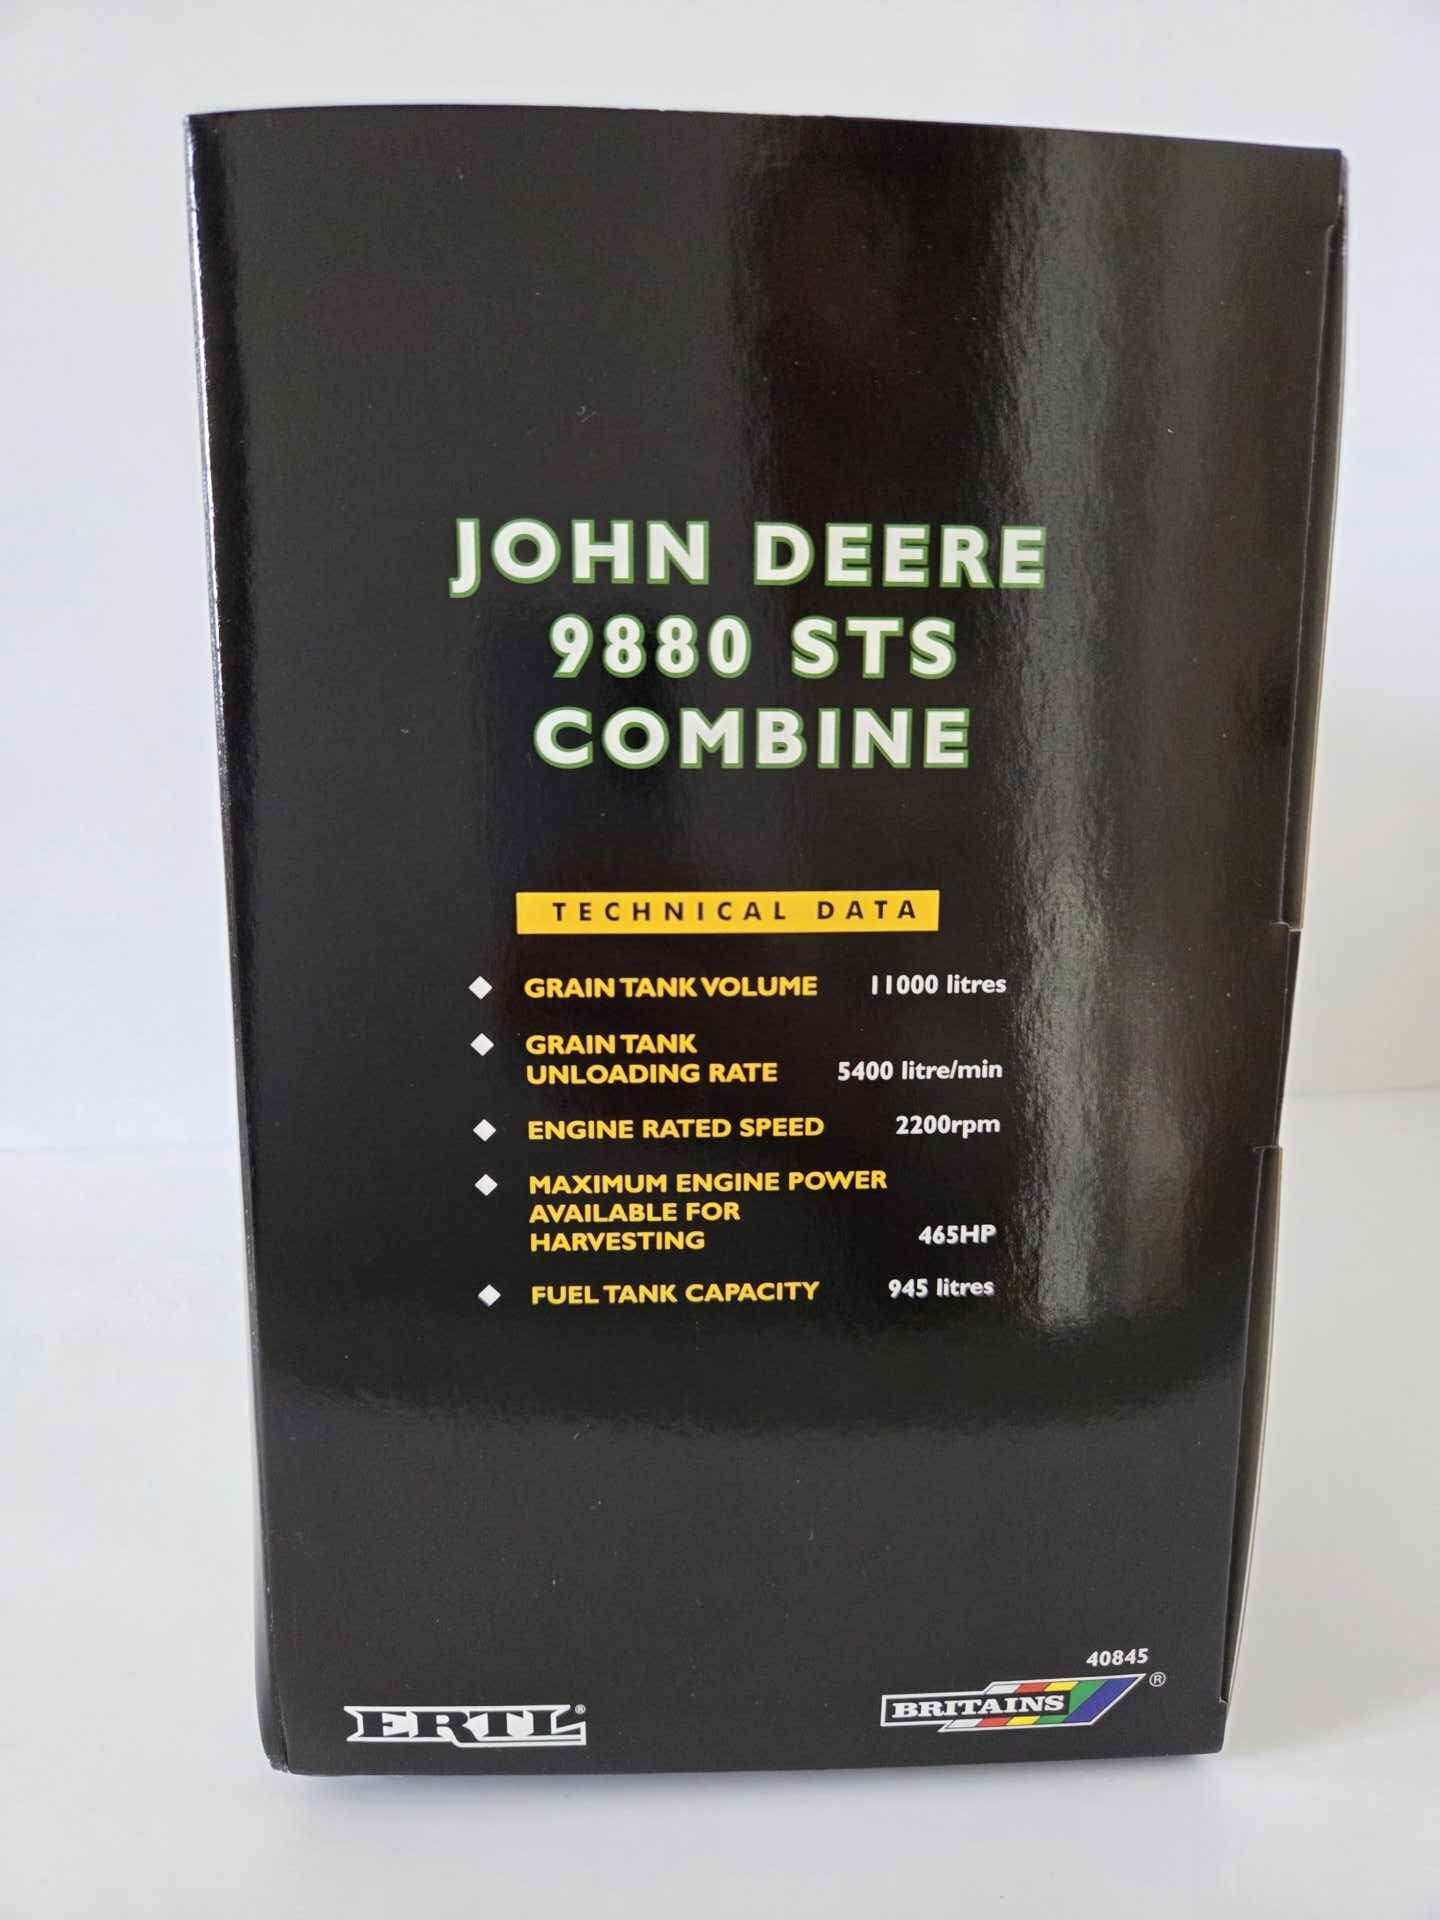 JOHN DEERE
9880 STS
COMBINE
TECHNICAL DATA
GRAIN TANK VOLUME 11000 litres
GRAIN TANK
UNLOADING RATE 5400 litre/min
ENGINE RATED SPEED 2200rpm
MAXIMUM ENGINE POWER
AVAILABLE FOR
HARVESTING 465HP
FUEL TANK CAPACITY 945 litres
40845
ERTL®
BRITAINS®